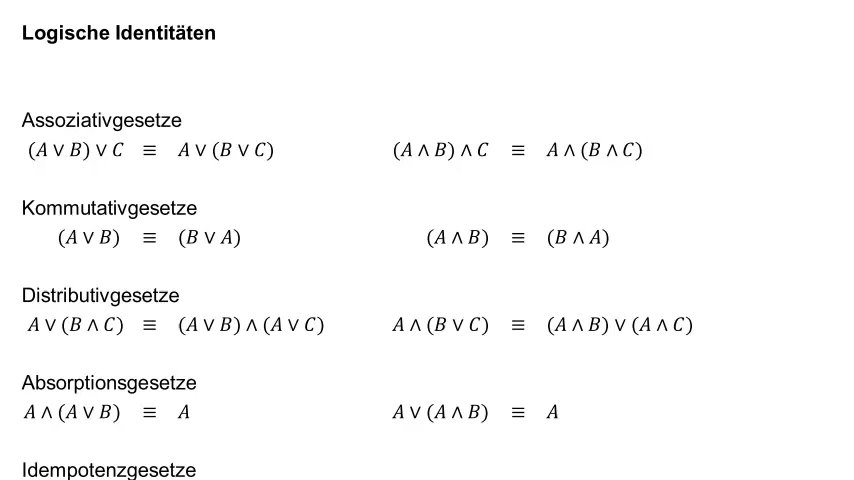 Logische Identitäten
Assoziativgesetze
(A ∨ B) ∨ C ≡ A ∨ (B ∨ C) (A ∧ B) ∧ C ≡ A ∧ (B ∧ C)
Kommutativgesetze
(A ∨ B) ≡ (B ∨ A) (A ∧ B) ≡ (B ∧ A)
Distributivgesetze
A ∨ (B ∧ C) ≡ (A ∨ B) ∧ (A ∨ C) A ∧ (B ∨ C) ≡ (A ∧ B) ∨ (A ∧ C)
Absorptionsgesetze
A ∧ (A ∨ B) ≡ A A ∨ (A ∧ B) ≡ A
Idempotenzgesetze